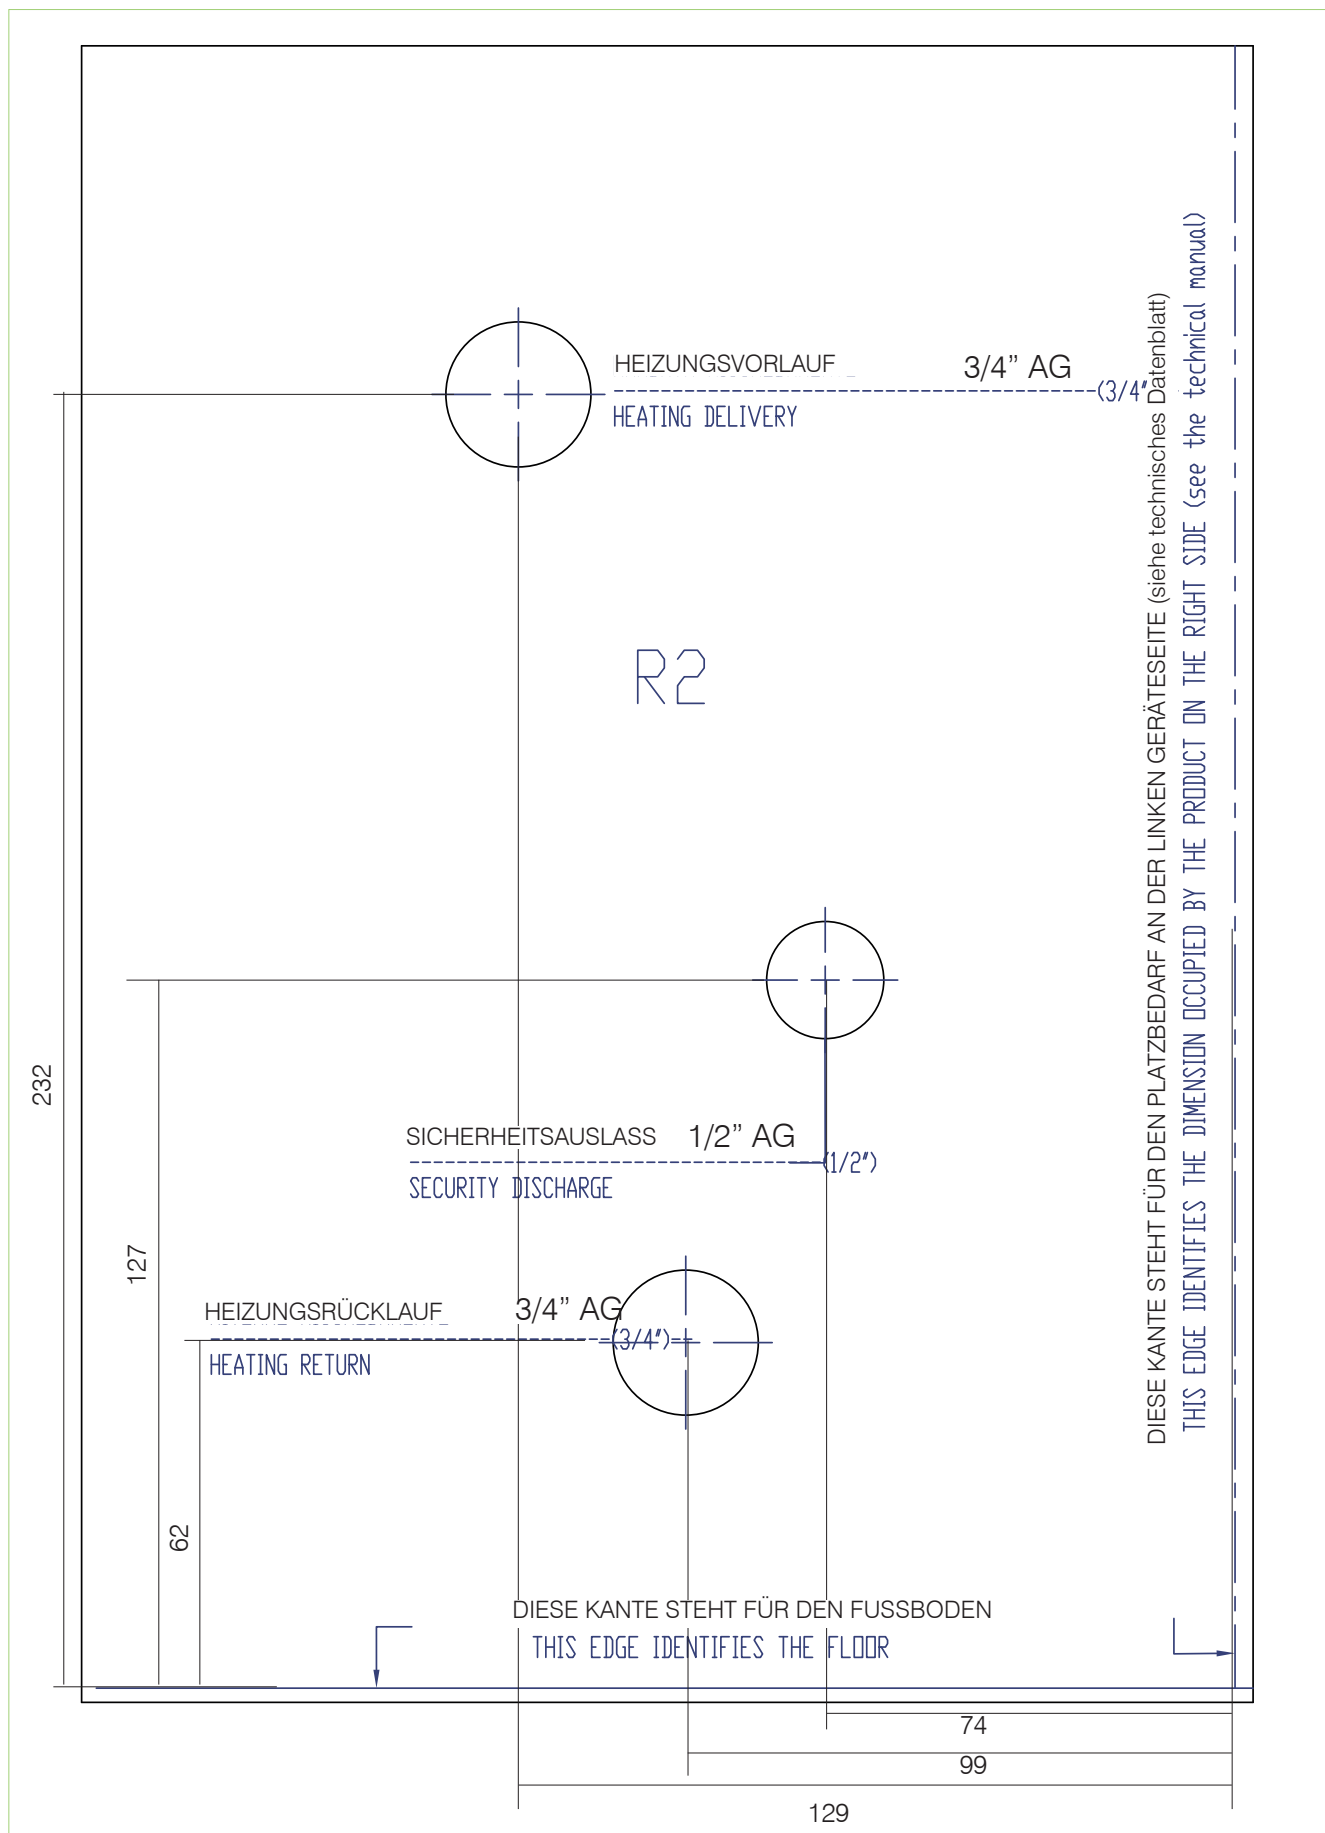 HEIZUNGSVORLAUF 3/4” AG
(3/4"
HEATING DELIVERY
DIESE KANTE STEHT FÜR DEN PLATZBEDARF AN DER LINKEN GERÄTESEITE (siehe technisches Datenblatt)
THIS EDGE IDENTIFIES THE DIMENSION OCCUPIED BY THE PRODUCT ON THE RIGHT SIDE (see the technical manual)
R2
232
SICHERHEITSAUSLASS 1/2” AG
(1/2")
SECURITY DISCHARGE
127
HEIZUNGSRÜCKLAUF 3/4” AG
(3/4")
HEATING RETURN
62
DIESE KANTE STEHT FÜR DEN FUSSBODEN
THIS EDGE IDENTIFIES THE FLOOR
74
99
129